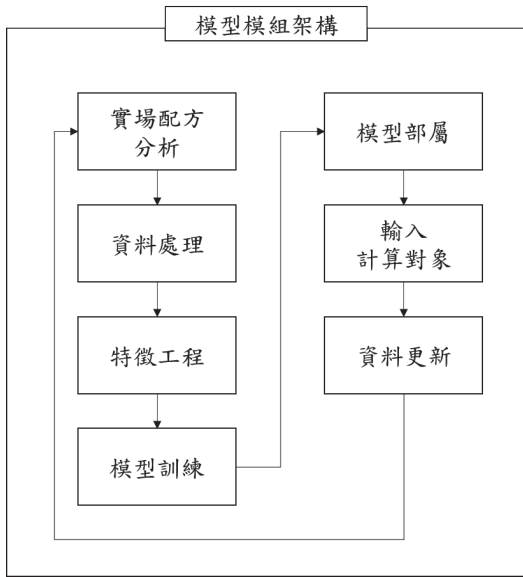 模型模組架構
實場配方
分析
資料處理
特徵工程
模型訓練
模型部屬
輸入
計算對象
資料更新